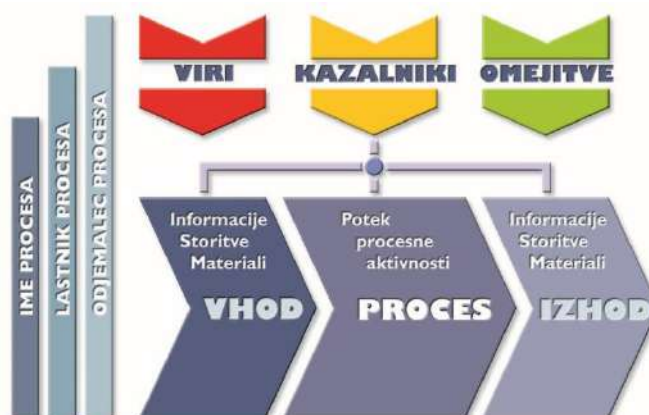 IME PROCESA
LASTNIK PROCESA
ODJEMALEC PROCESA
VIRI
KAZALNIKI
OMEJITVE
Informacije
Storitve
Materiali
VHOD
Potek
procesne
aktivnosti
PROCES
Informacije
Storitve
Materiali
IZHOD